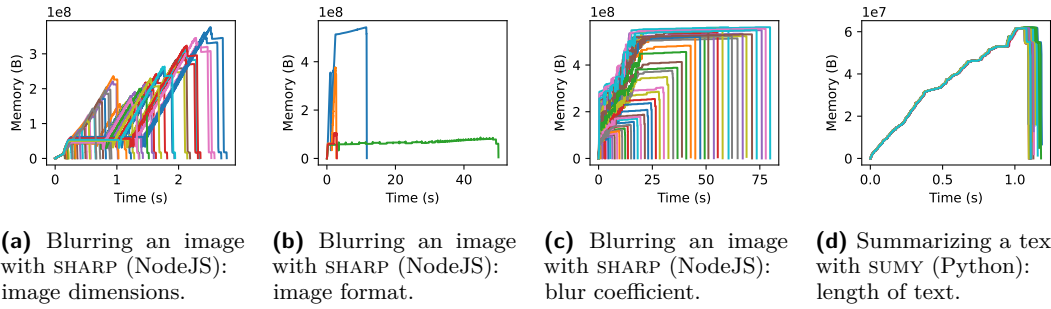 1e8
Memory (B)
3
2
1
0
0
1
2
Time (s)
1e8
Memory (B)
4
2
0
0
20
40
Time (s)
1e8
Memory (B)
4
2
0
0
25
50
75
Time (s)
1e7
Memory (B)
6
4
2
0
0.0
0.5
1.0
Time (s)
(a) Blurring an image
with SHARP (NodeJS):
image dimensions.
(b) Blurring an image
with SHARP (NodeJS):
image format.
(c) Blurring an image
with SHARP (NodeJS):
blur coefficient.
(d) Summarizing a tex
with SUMY (Python):
length of text.